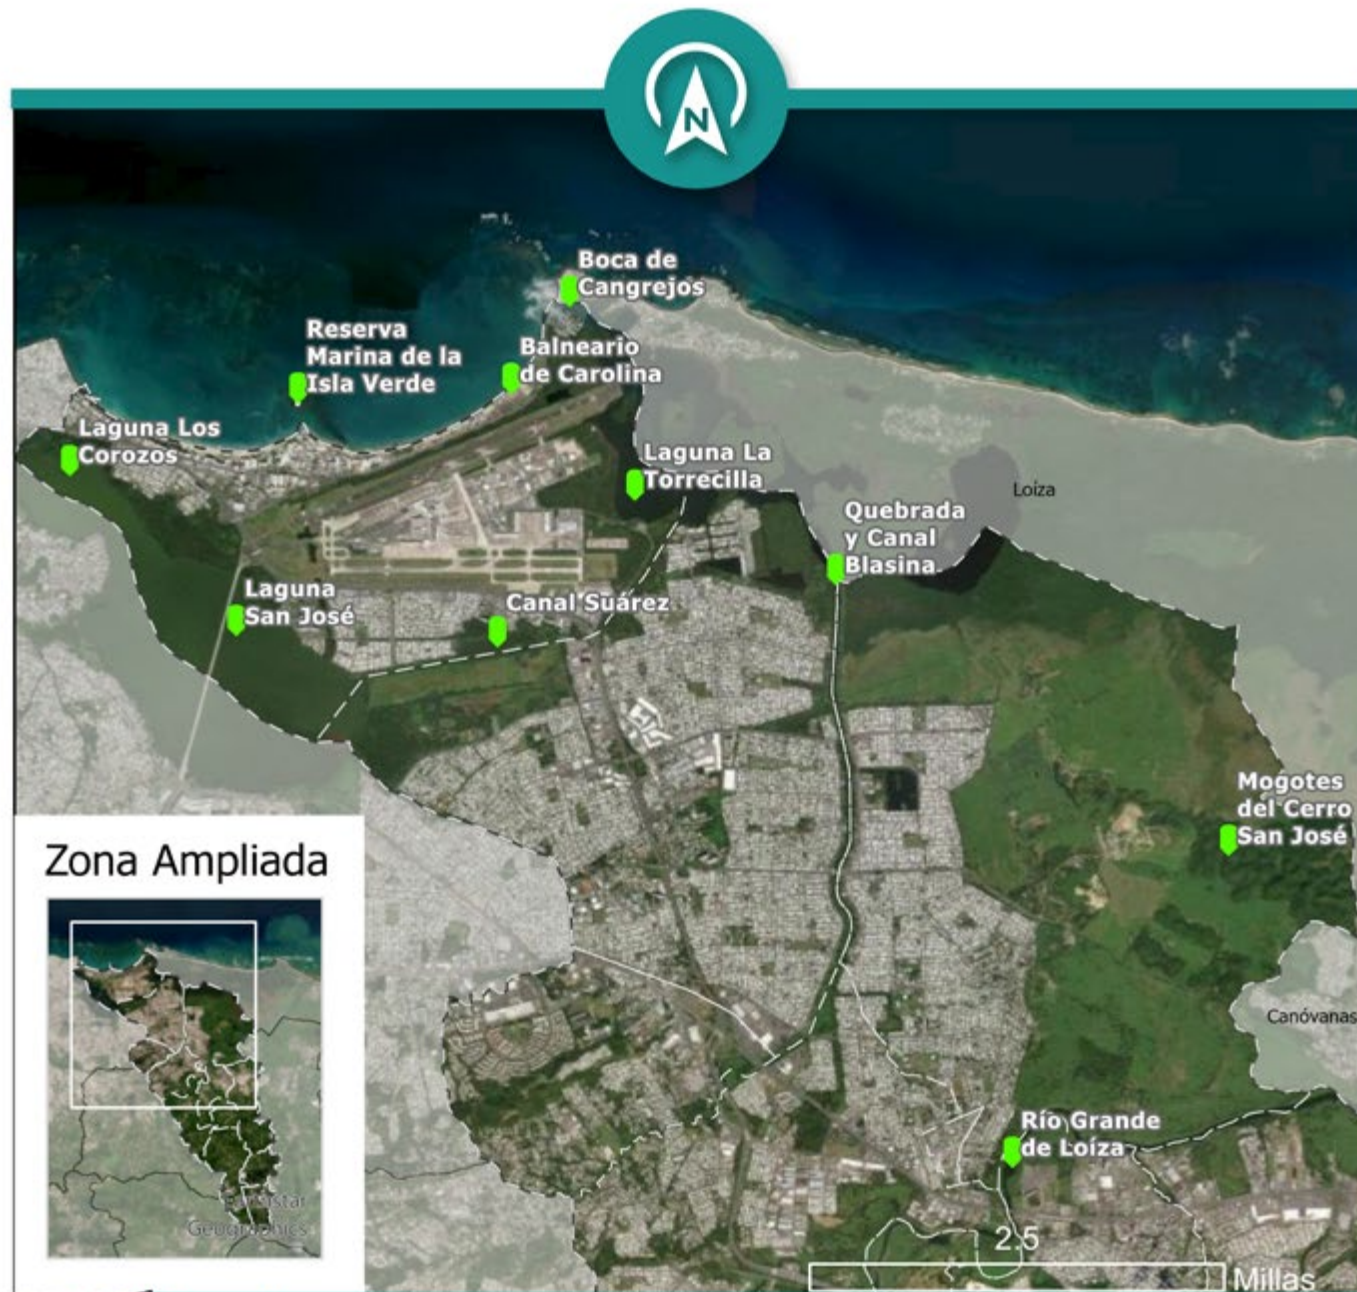 N
Boca de
Cangrejos
Reserva
Marina de la
Isla Verde
Balneario
de Carolina
Laguna Los
Corozos
Laguna La
Torrecilla
Loíza
Quebrada
y Canal
Blasina
Laguna
San José
Canal Suárez
Mogotes
del Cerro
San José
Zona Ampliada
Canóvanas
Río Grande
de Loíza
Geographics
2.5
Millas